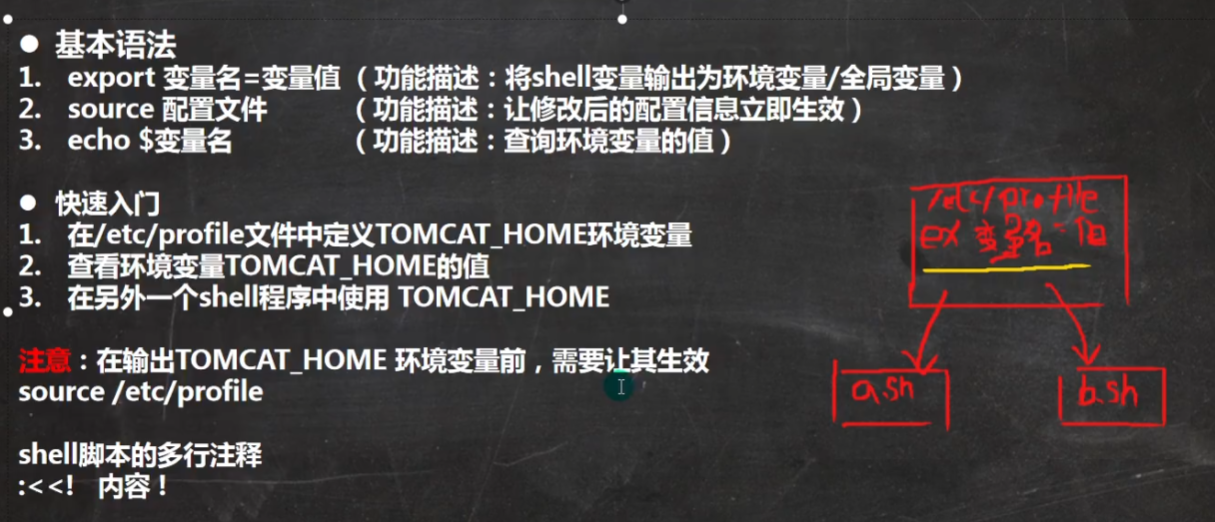 ● 基本语法
1. export 变量名=变量值（功能描述：将shell变量输出为环境变量/全局变量）
2. source 配置文件 （功能描述：让修改后的配置信息立即生效）
3. echo $变量名 （功能描述：查询环境变量的值）
● 快速入门
1. 在/etc/profile文件中定义TOMCAT_HOME环境变量
2. 查看环境变量TOMCAT_HOME的值
3. 在另外一个shell程序中使用 TOMCAT_HOME
注意：在输出TOMCAT_HOME 环境变量前，需要让其生效
source /etc/profile
shell脚本的多行注释
:<<! 内容！
/etc/profile
ex 变量名=值
a.sh
b.sh